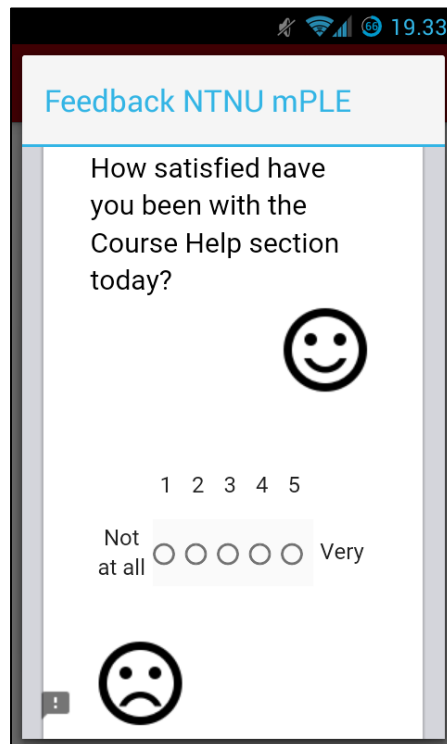 66 19.33
Feedback NTNU mPLE
How satisfied have
you been with the
Course Help section
today?
1 2 3 4 5
Not
at all
Very